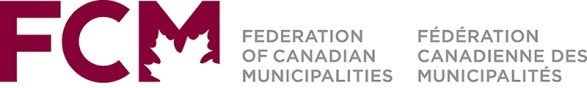 FCM
FEDERATION
OF CANADIAN
MUNICIPALITIES
FÉDÉRATION
CANADIENNE DES
MUNICIPALITÉS